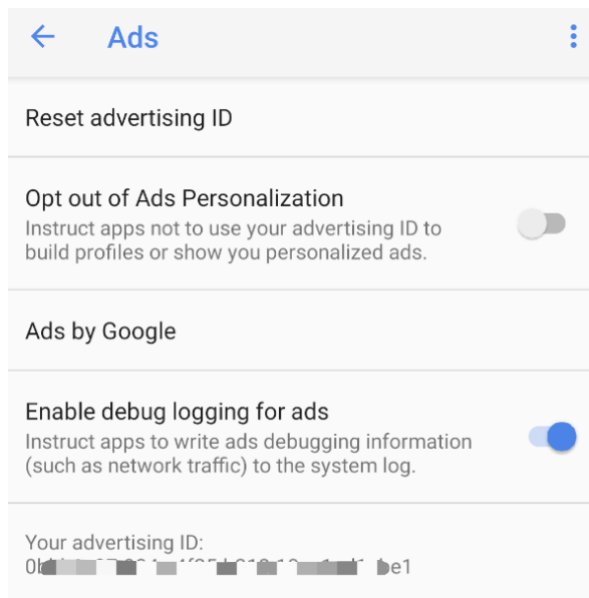 Ads
Reset advertising ID
Opt out of Ads Personalization
Instruct apps not to use your advertising ID to
build profiles or show you personalized ads.
Ads by Google
Enable debug logging for ads
Instruct apps to write ads debugging information
(such as network traffic) to the system log.
Your advertising ID: